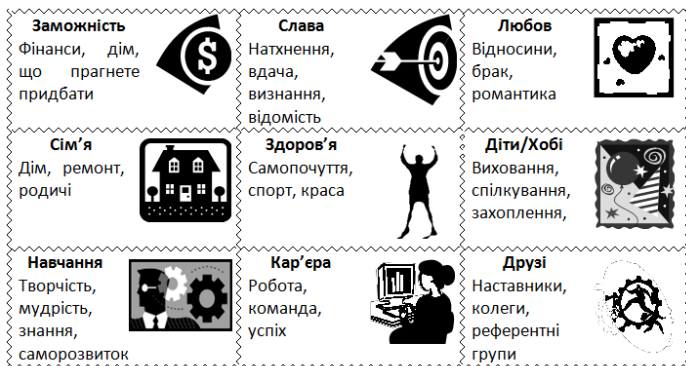 Заможність
Фінанси, дім,
що прагнете
придбати
$
Слава
Натхнення,
вдача,
визнання,
відомість
Любов
Відносини,
брак,
романтика
Сім’я
Дім, ремонт,
родичі
Здоров’я
Самопочуття,
спорт, краса
Діти/Хобі
Виховання,
спілкування,
захоплення,
Навчання
Творчість,
мудрість,
знання,
саморозвиток
Кар’єра
Робота,
команда,
успіх
Друзі
Наставники,
колеги,
референтні
групи